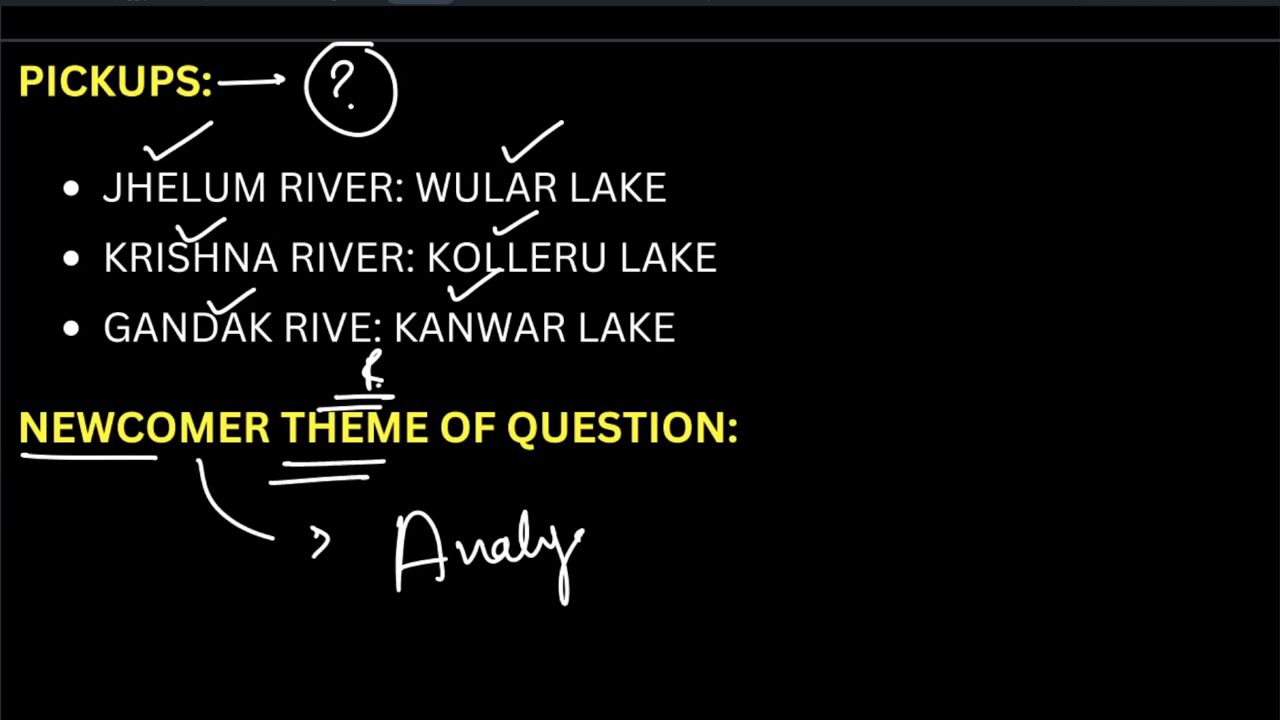 PICKUPS: ?
JHELUM RIVER: WULAR LAKE
KRISHNA RIVER: KOLLERU LAKE
GANDAK RIVE: KANWAR LAKE
NEWCOMER THEME OF QUESTION:
Analy